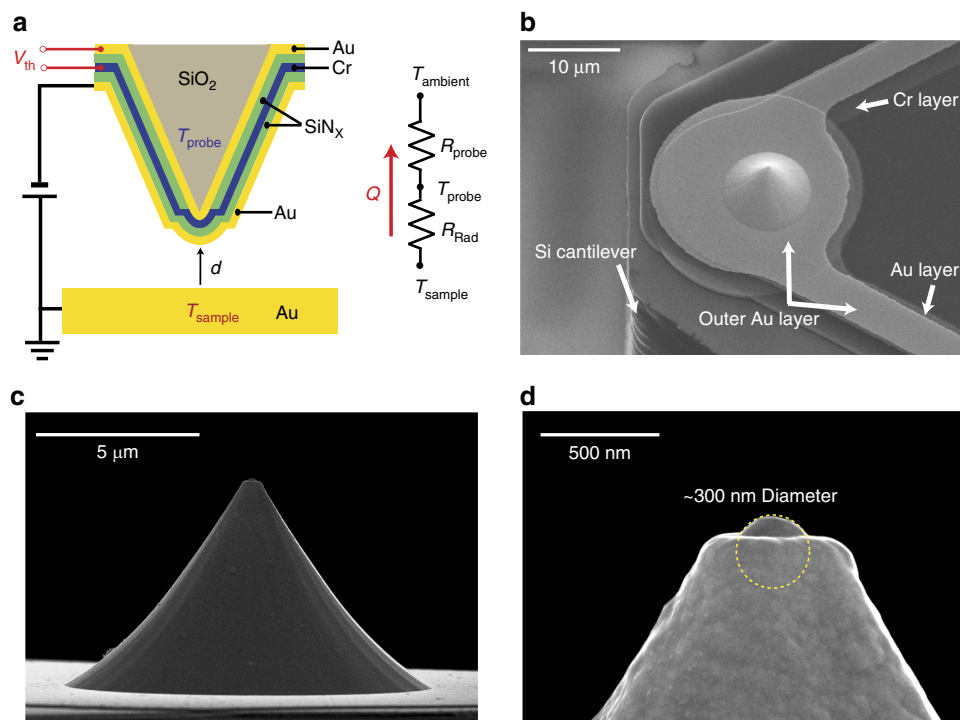 a
V_th
Au
Cr
SiO₂
SiN_X
T_probe
Au
d
T_sample Au
T_ambient
R_probe
T_probe
Q
R_Rad
T_sample
b
10 μm
Cr layer
Si cantilever
Au layer
Outer Au layer
c
5 μm
d
500 nm
~300 nm Diameter